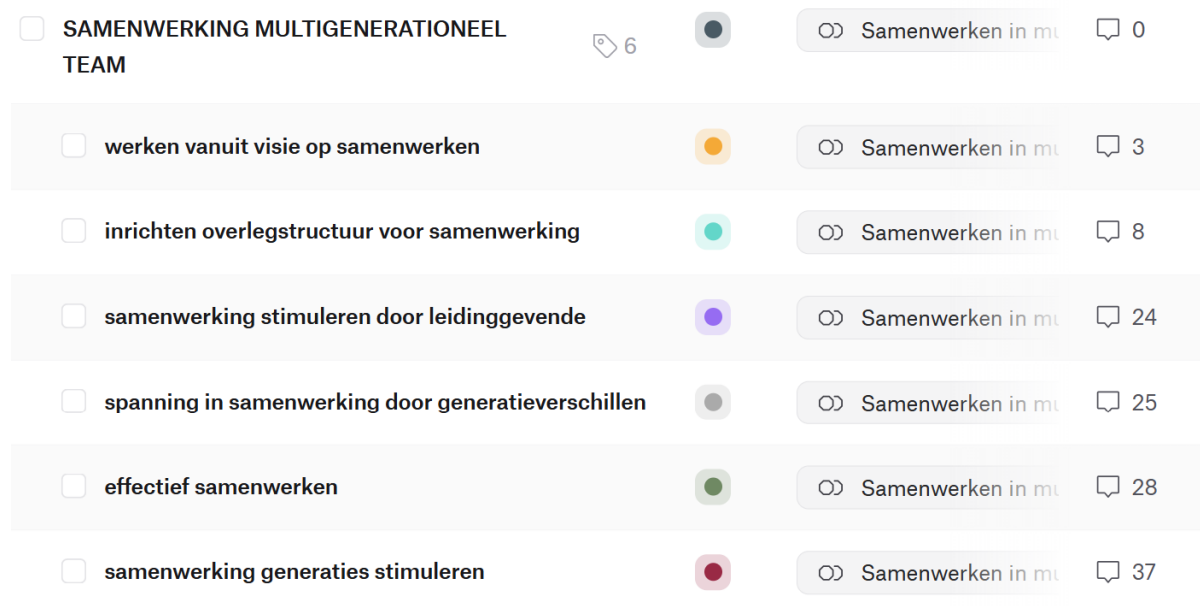 SAMENWERKING MULTIGENERATIONEEL
TEAM
6
Samenwerken in mu
0
werken vanuit visie op samenwerken
Samenwerken in mu
3
inrichten overlegstructuur voor samenwerking
Samenwerken in mu
8
samenwerking stimuleren door leidinggevende
Samenwerken in mu
24
spanning in samenwerking door generatieverschillen
Samenwerken in mu
25
effectief samenwerken
Samenwerken in mu
28
samenwerking generaties stimuleren
Samenwerken in mu
37